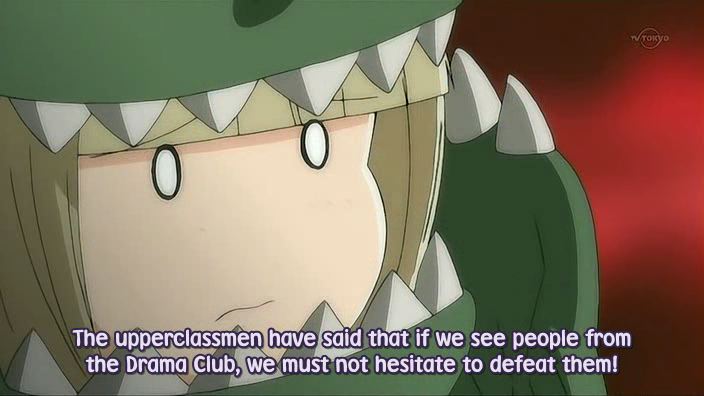 TV TOKYO
The upperclassmen have said that if we see people from
the Drama Club, we must not hesitate to defeat them!